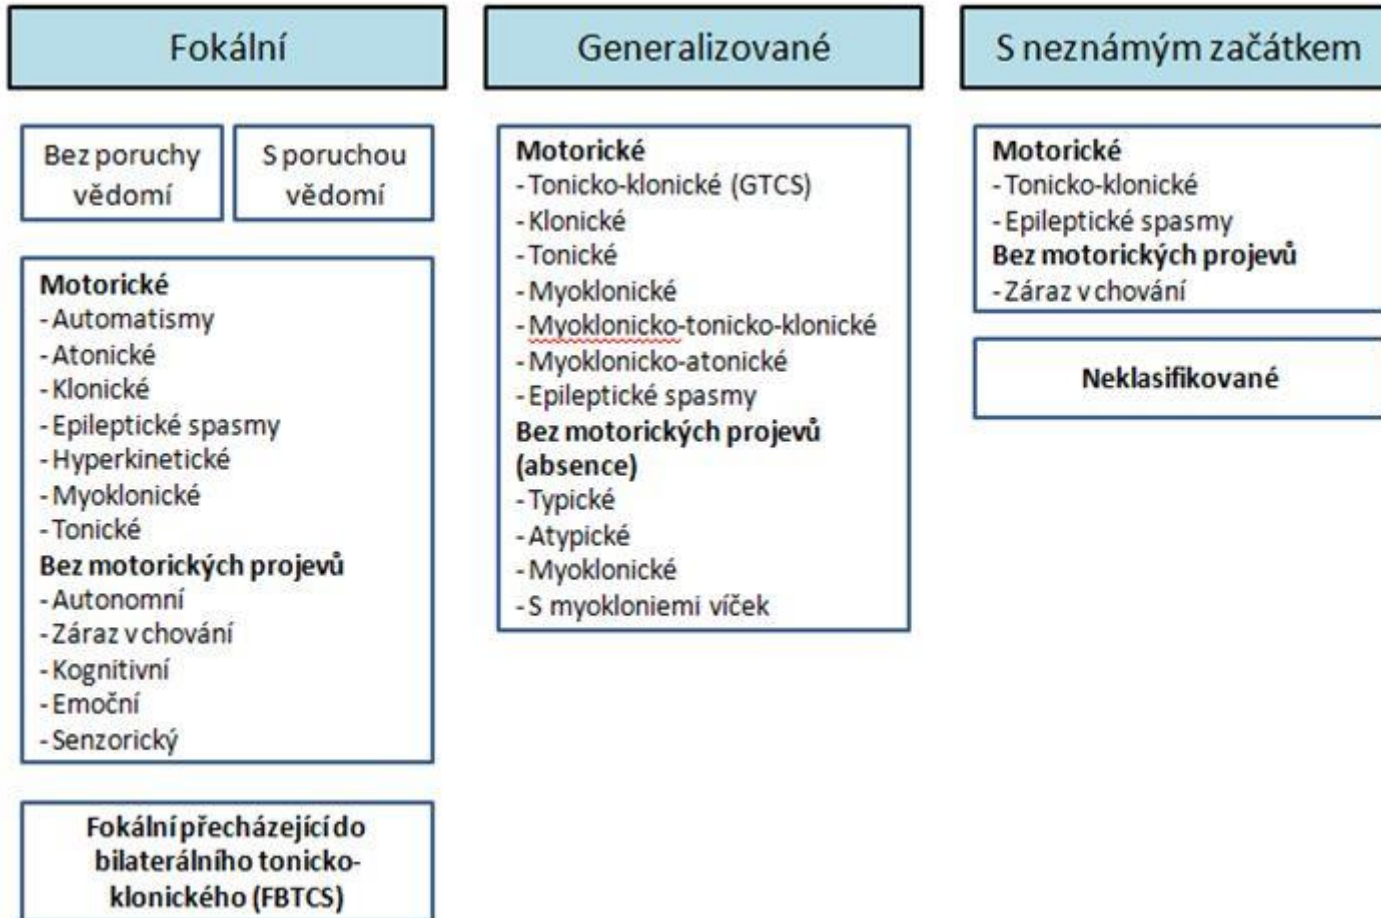 Fokální
Bez poruchy
vědomí
S poruchou
vědomí
Motorické
-Automatismy
-Atonické
-Klonické
-Epileptické spasmy
-Hyperkinetické
-Myoklonické
-Tonické
Bez motorických projevů
-Autonomní
-Záraz v chování
-Kognitivní
-Emoční
-Senzorický
Fokální přecházející do
bilaterálního tonicko-
klonického (FBTCS)
Generalizované
Motorické
-Tonicko-klonické (GTCS)
-Klonické
-Tonické
-Myoklonické
-Myoklonicko-tonicko-klonické
-Myoklonicko-atonické
-Epileptické spasmy
Bez motorických projevů
(absence)
-Typické
-Atypické
-Myoklonické
-S myokloniemi víček
S neznámým začátkem
Motorické
-Tonicko-klonické
-Epileptické spasmy
Bez motorických projevů
-Záraz v chování
Neklasifikované